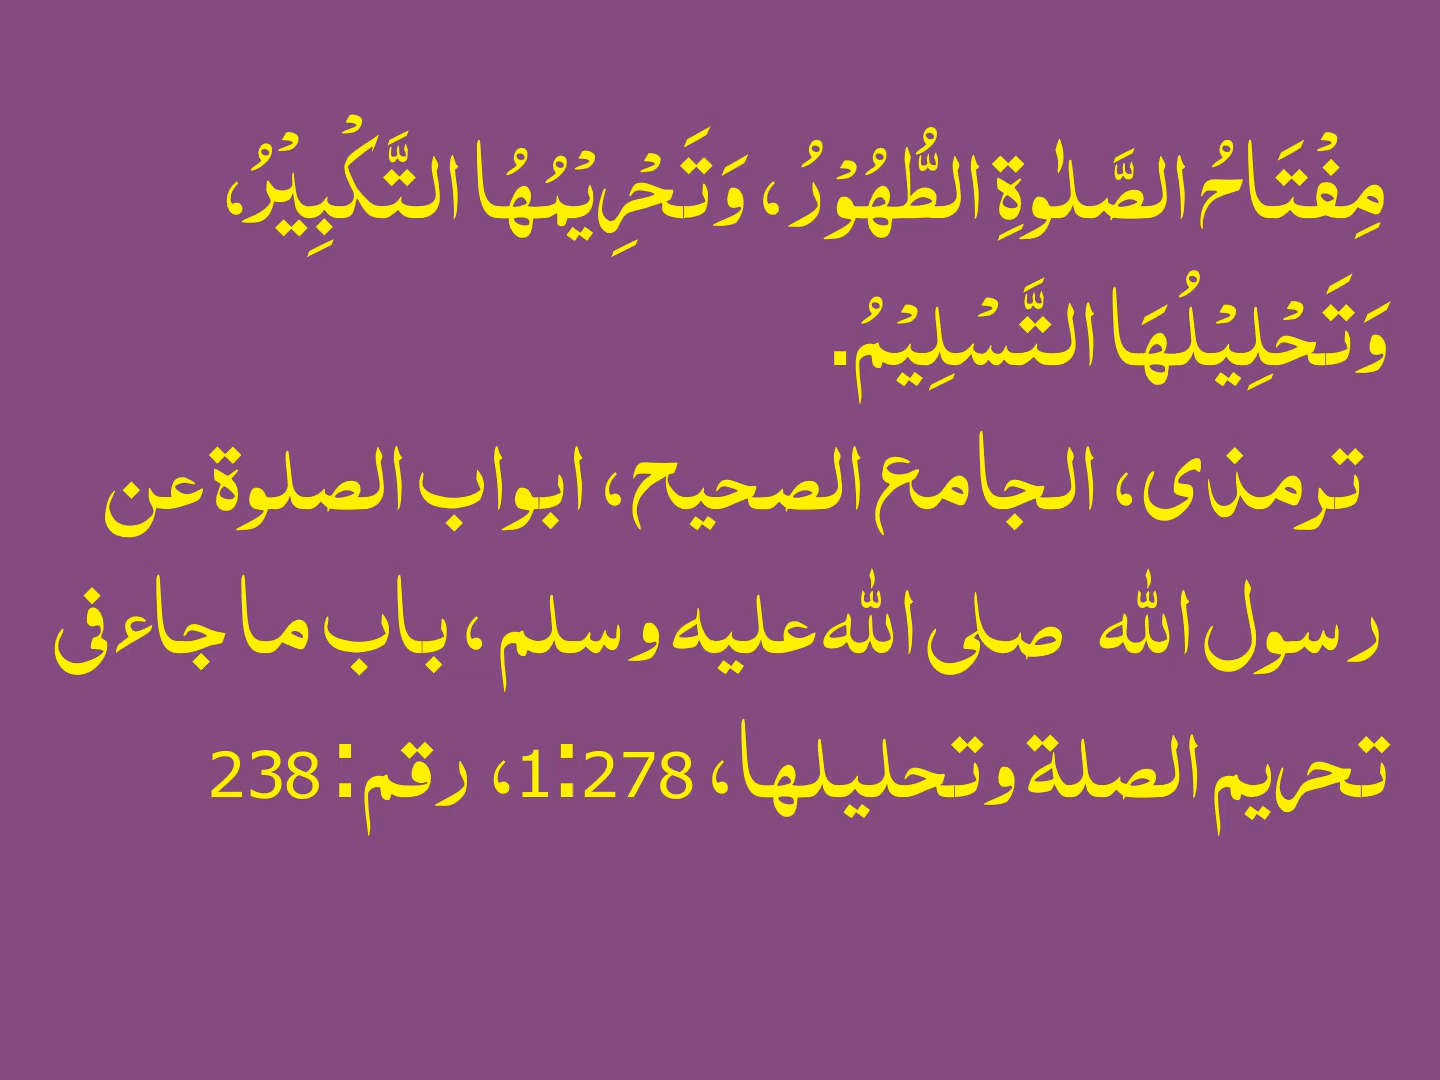 مِفْتَاحُ الصَّلٰوةِ الطُّهُوْرُ، وَتَحْرِيْمُهُا التَّكْبِيْرُ،
وَتَحْلِيْلُهَا التَّسْلِيْمُ.
ترمذی، الجامع الصحيح، ابواب الصلوة عن
رسول الله صلی الله عليه وسلم، باب ما جاء فی
تحريم الصلة وتحليلها، 1:278، رقم: 238